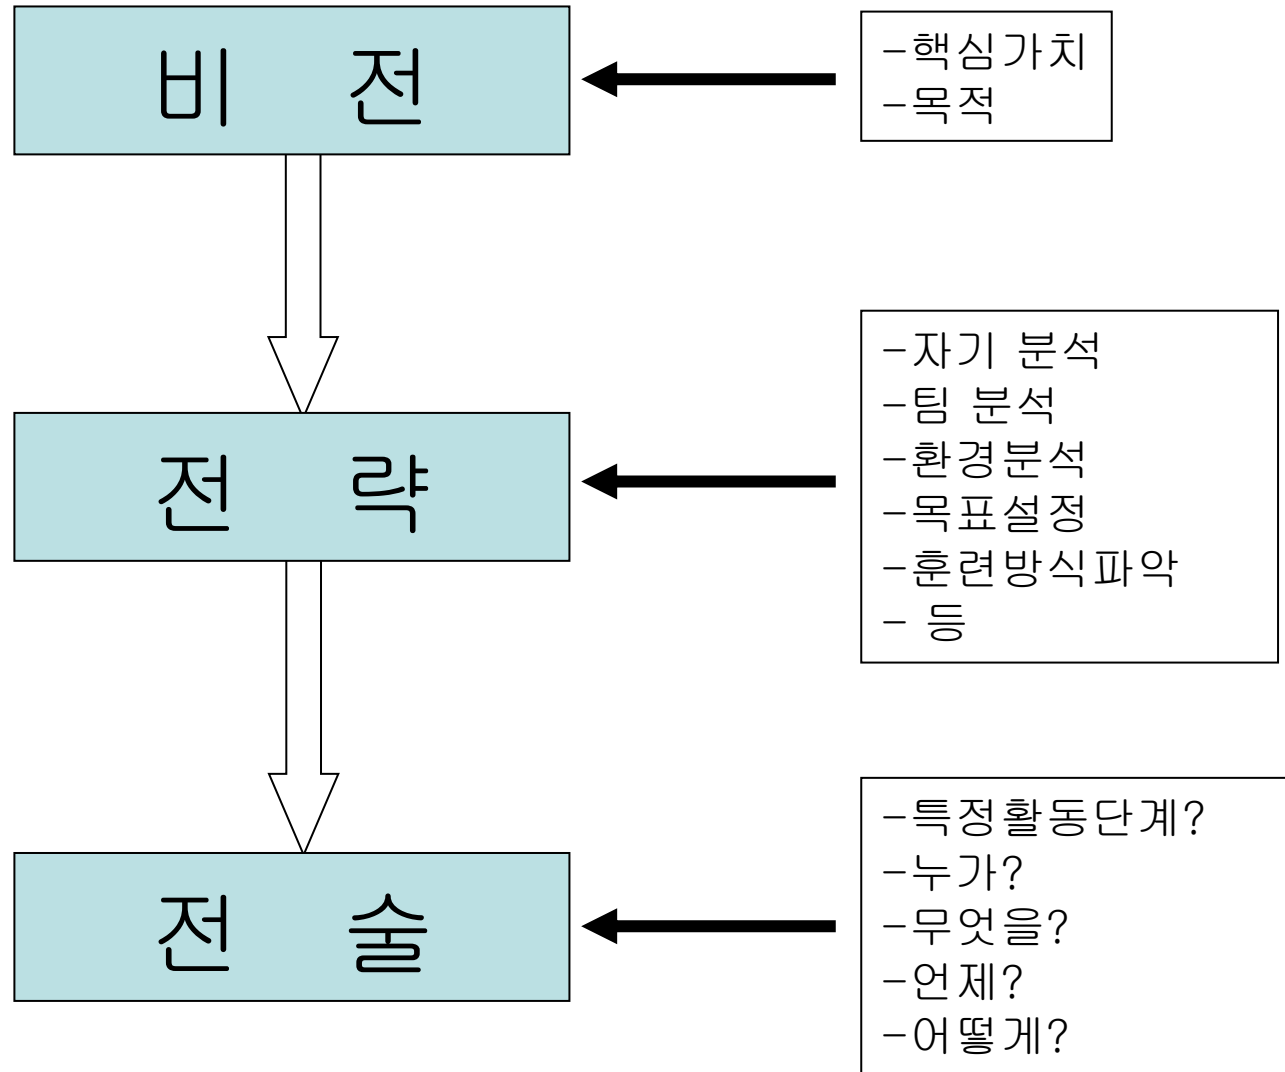 비 전
-핵심가치
-목적
전 략
-자기 분석
-팀 분석
-환경분석
-목표설정
-훈련방식파악
- 등
전 술
-특정활동단계?
-누가?
-무엇을?
-언제?
-어떻게?